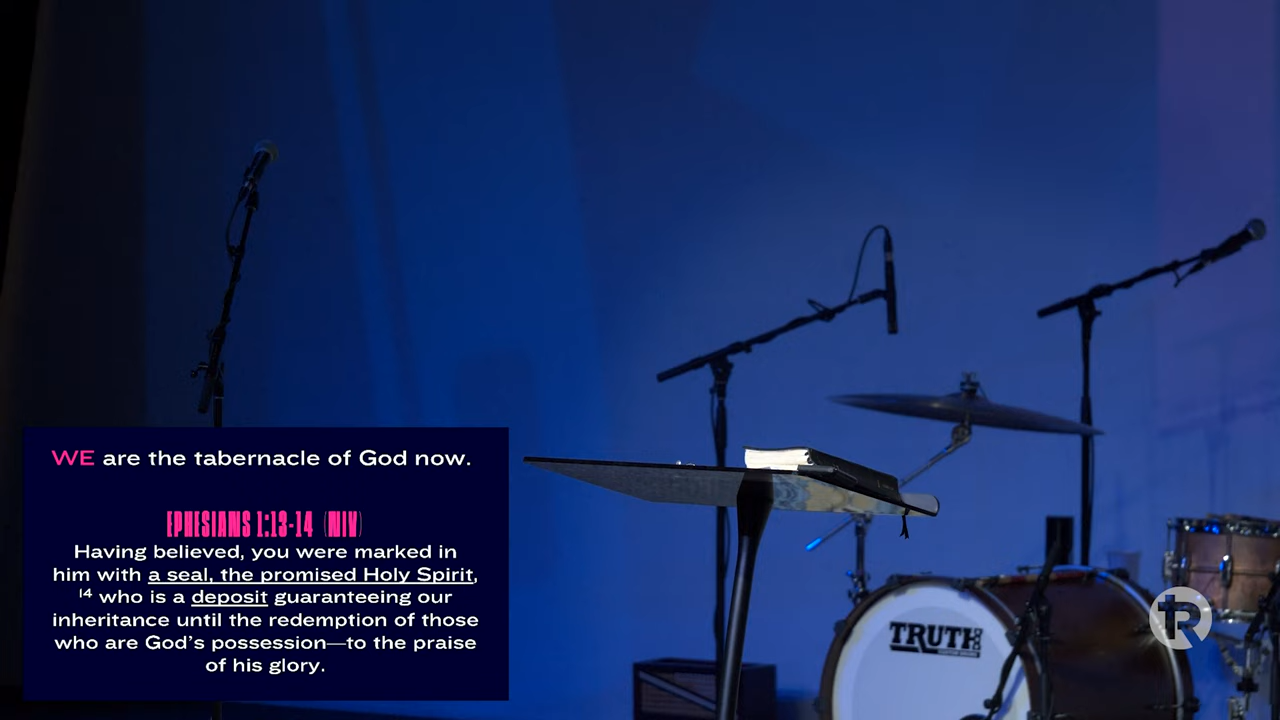 WE are the tabernacle of God now.
EPHESIANS 1:13-14 (NIV)
Having believed, you were marked in
him with a seal, the promised Holy Spirit,
14 who is a deposit guaranteeing our
inheritance until the redemption of those
who are God's possession—to the praise
of his glory.
TRUTH